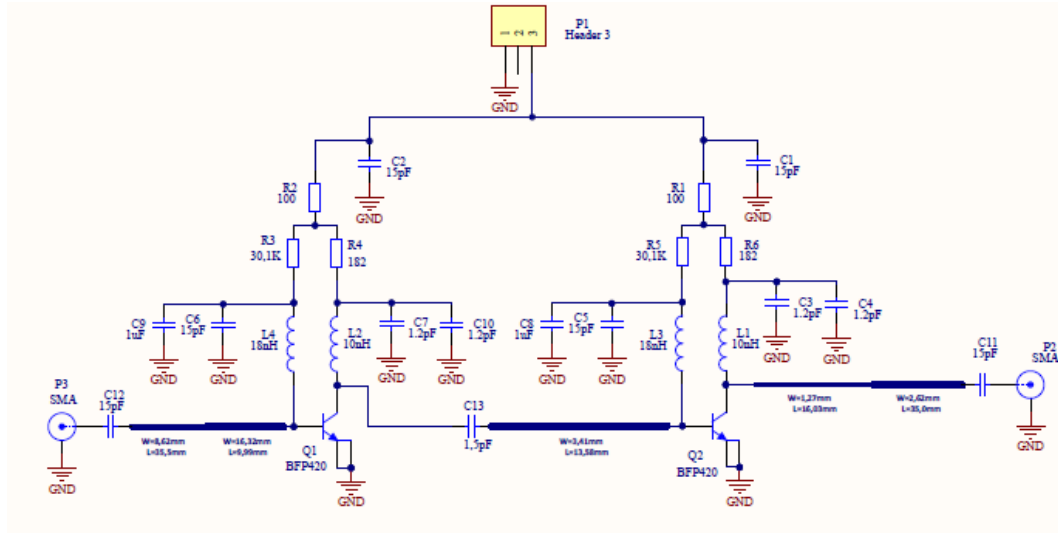 P1
Header 3
1
2
3
GND
C2
15pF
GND
C1
15pF
GND
R2
100
R1
100
R3
30,1K
R4
182
R5
30,1K
R6
182
C9
1uF
C6
15pF
L4
18nH
L2
10nH
C7
1.2pF
C10
1.2pF
C8
1uF
C5
15pF
L3
18nH
L1
10nH
C3
1.2pF
C4
1.2pF
GND
GND
GND
GND
GND
GND
GND
GND
P3
SMA
C12
15pF
C13
1,5pF
C11
15pF
P2
SMA
W=8,62mm
L=35,5mm
W=16,32mm
L=9,99mm
Q1
BFP420
W=3,41mm
L=13,58mm
Q2
BFP420
W=1,27mm
L=16,03mm
W=2,62mm
L=35,0mm
GND
GND
GND
GND